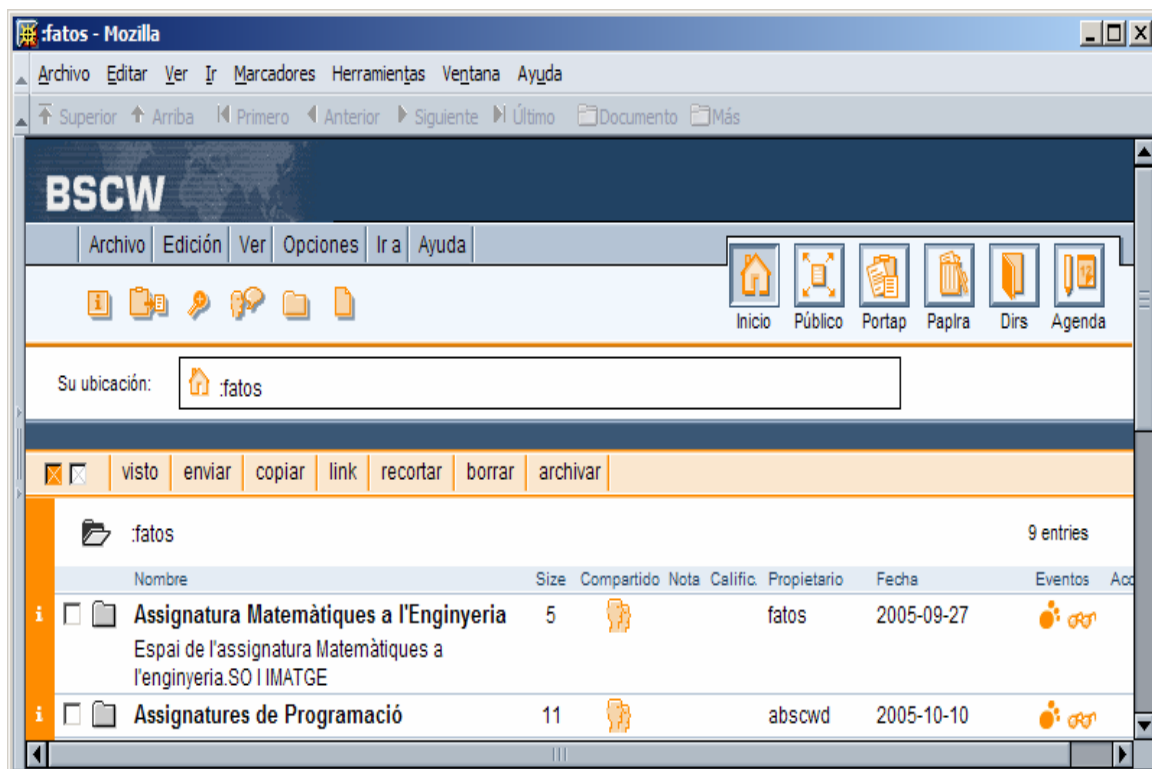 :fatos - Mozilla
Archivo Editar Ver Ir Marcadores Herramientas Ventana Ayuda
Superior Arriba Primero Anterior Siguiente Último Documento Más
BSCW
Archivo Edición Ver Opciones Ir a Ayuda
12
Inicio Público Portap Paplra Dirs Agenda
Su ubicación: :fatos
visto enviar copiar link recortar borrar archivar
:fatos 9 entries
Nombre Size Compartido Nota Calific. Propietario Fecha Eventos Acc
i Assignatura Matemàtiques a l'Enginyeria 5 fatos 2005-09-27
Espai de l'assignatura Matemàtiques a
l'enginyeria.SO I IMATGE
i Assignatures de Programació 11 abscwd 2005-10-10